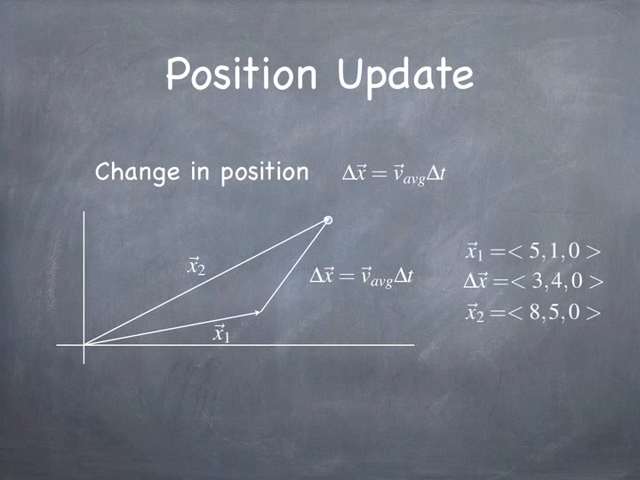 Position Update
Change in position Δx⃗ = v⃗avgΔt
x⃗2
Δx⃗ = v⃗avgΔt
x⃗1
x⃗1 =< 5,1,0 >
Δx⃗ =< 3,4,0 >
x⃗2 =< 8,5,0 >